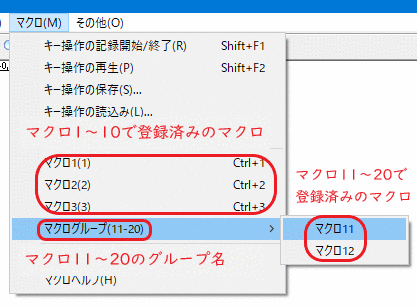 マクロ(M) その他(O)
キー操作の記録開始/終了(R) Shift+F1
キー操作の再生(P) Shift+F2
キー操作の保存(S)...
キー操作の読込み(L)...
マクロ1～10で登録済みのマクロ
マクロ1(1) Ctrl+1
マクロ2(2) Ctrl+2
マクロ3(3) Ctrl+3
マクログループ(11-20)
マクロ11～20で
登録済みのマクロ
マクロ11
マクロ12
マクロ11～20のグループ名
マクロヘルプ(H)